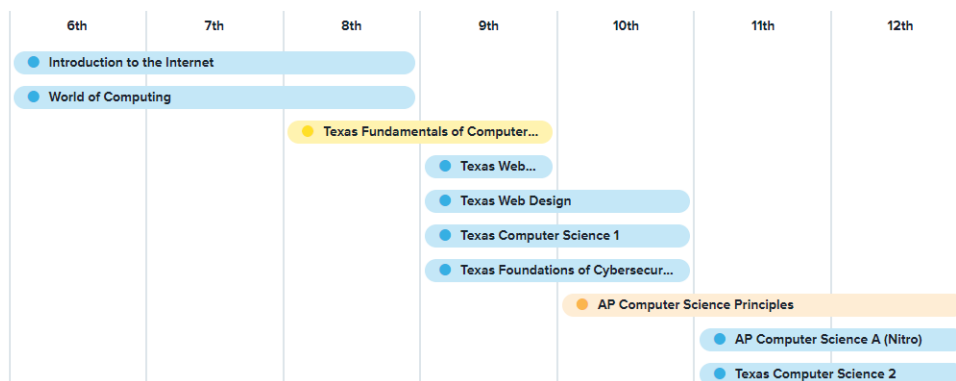 6th 7th 8th 9th 10th 11th 12th
Introduction to the Internet
World of Computing
Texas Fundamentals of Computer...
Texas Web...
Texas Web Design
Texas Computer Science 1
Texas Foundations of Cybersecur...
AP Computer Science Principles
AP Computer Science A (Nitro)
Texas Computer Science 2